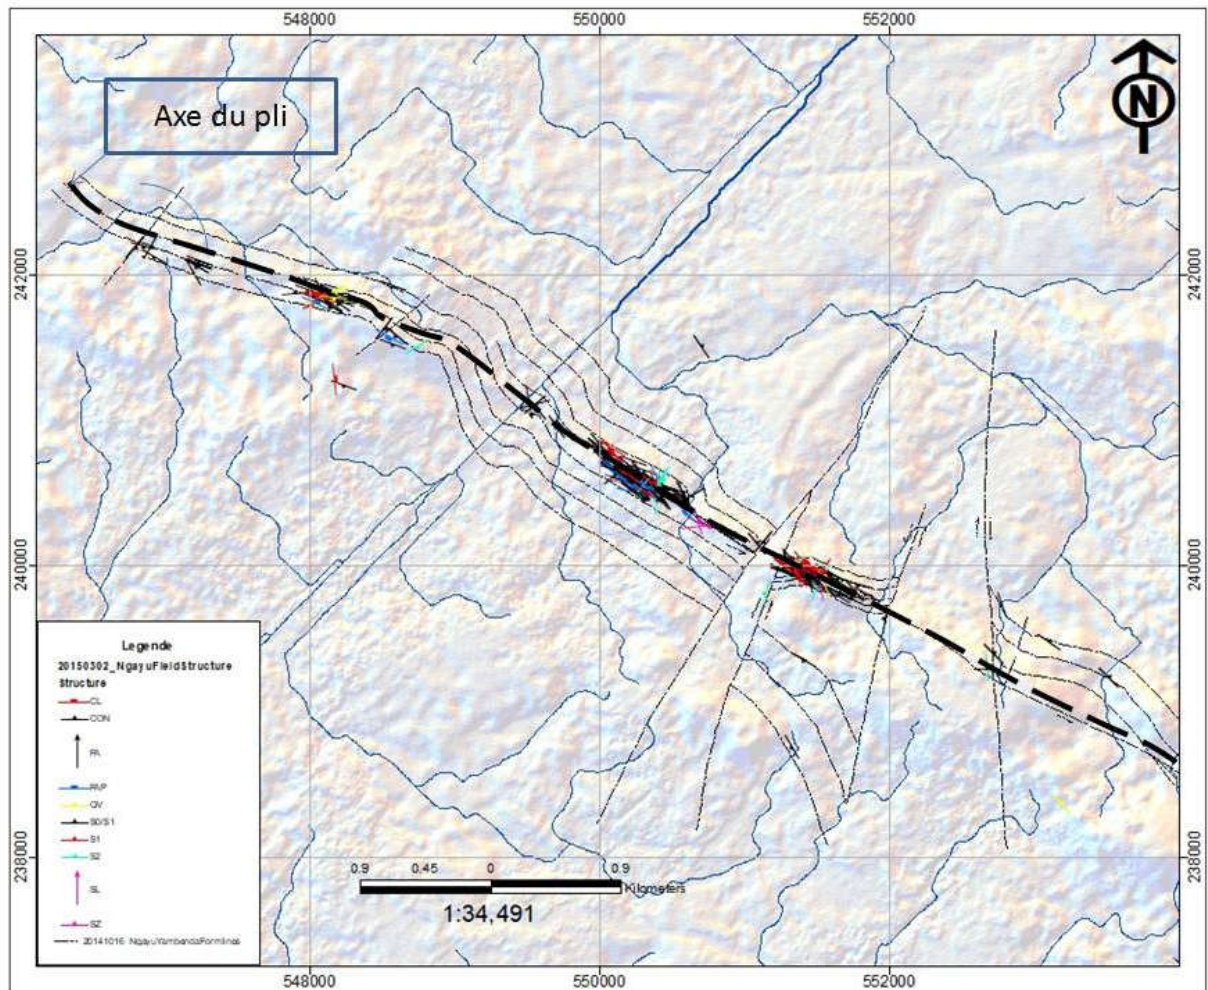 548000 550000 552000
Axe du pli
N
242000 242000
240000 240000
238000 238000
Legende
20150302_NgayuFieldStructure
Structure
CL
CON
FA
QV
S0/S1
S1
S2
SL
SZ
20141016_NgayuYambendaFormlines
0.9 0.45 0 0.9
Kilometers
1:34,491
548000 550000 552000